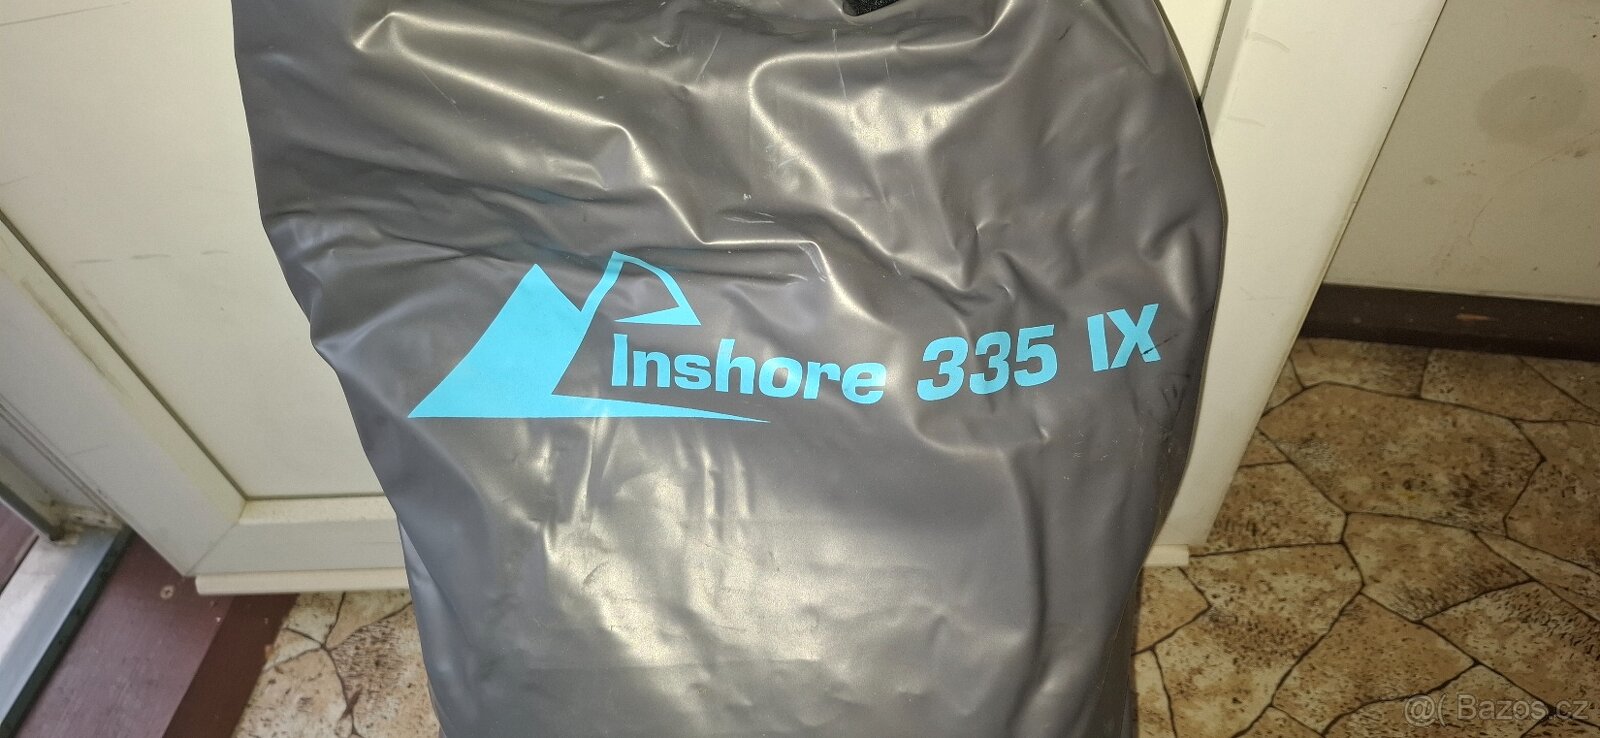 Inshore 335 IX
@( Bazos.cz